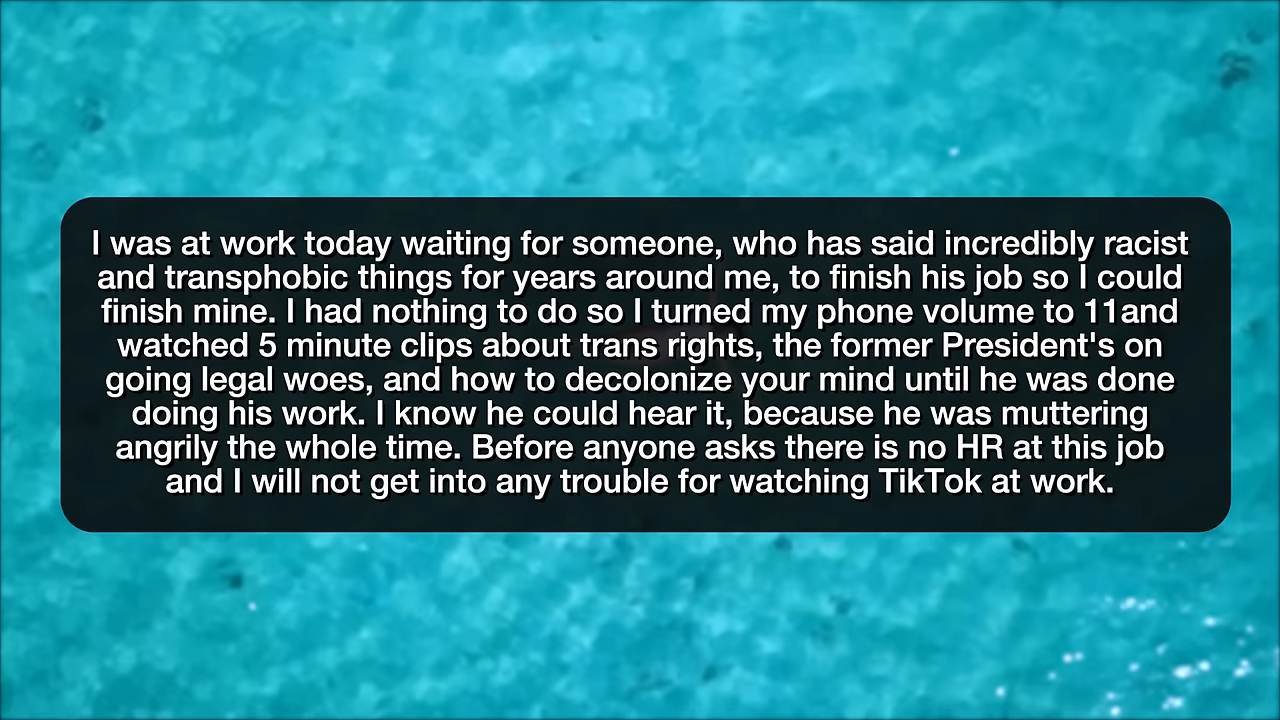 I was at work today waiting for someone, who has said incredibly racist
and transphobic things for years around me, to finish his job so I could
finish mine. I had nothing to do so I turned my phone volume to 11and
watched 5 minute clips about trans rights, the former President's on
going legal woes, and how to decolonize your mind until he was done
doing his work. I know he could hear it, because he was muttering
angrily the whole time. Before anyone asks there is no HR at this job
and I will not get into any trouble for watching TikTok at work.